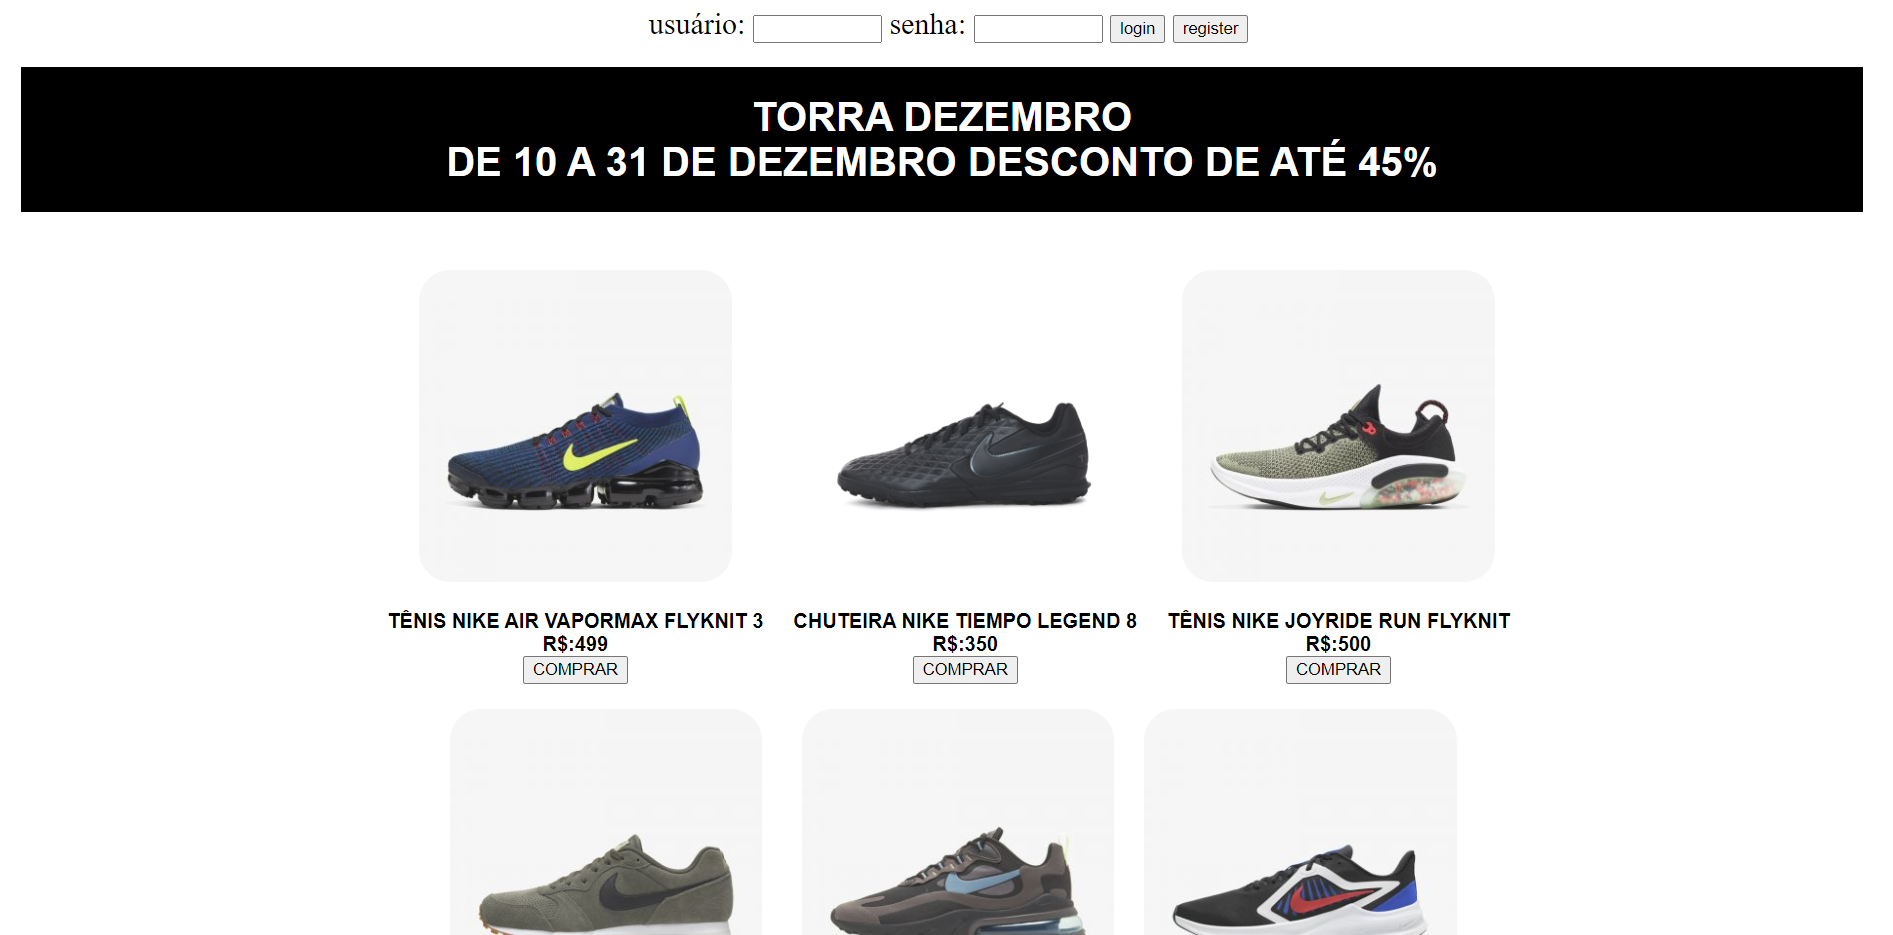 usuário: senha: login register
TORRA DEZEMBRO
DE 10 A 31 DE DEZEMBRO DESCONTO DE ATÉ 45%
TÊNIS NIKE AIR VAPORMAX FLYKNIT 3
R$:499
COMPRAR
CHUTEIRA NIKE TIEMPO LEGEND 8
R$:350
COMPRAR
TÊNIS NIKE JOYRIDE RUN FLYKNIT
R$:500
COMPRAR